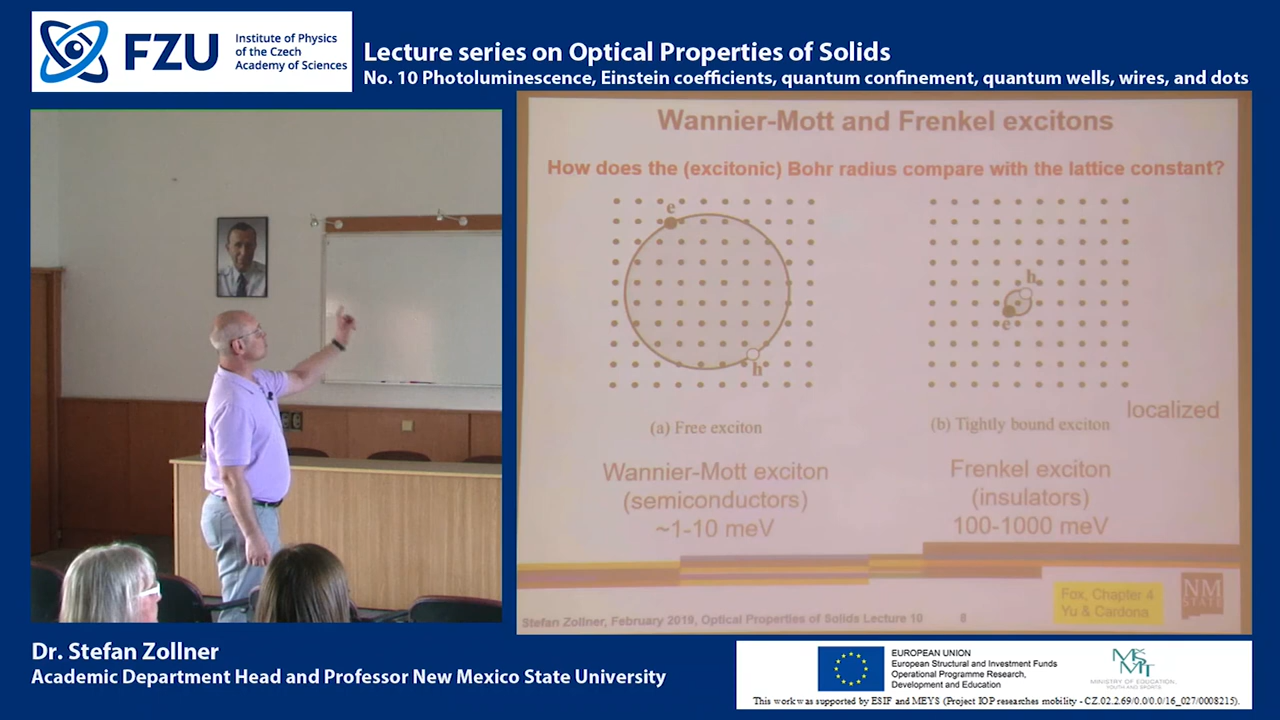 FZU
Institute of Physics
of the Czech
Academy of Sciences
Lecture series on Optical Properties of Solids
No. 10 Photoluminescence, Einstein coefficients, quantum confinement, quantum wells, wires, and dots
Wannier-Mott and Frenkel excitons
How does the (excitonic) Bohr radius compare with the lattice constant?
e
h
h
e
(a) Free exciton
(b) Tightly bound exciton
localized
Wannier-Mott exciton
(semiconductors)
~1-10 meV
Frenkel exciton
(insulators)
100-1000 meV
Fox, Chapter 4
Yu & Cardona
NM
STATE
Stefan Zollner, February 2019, Optical Properties of Solids Lecture 10 8
Dr. Stefan Zollner
Academic Department Head and Professor New Mexico State University
EUROPEAN UNION
European Structural and Investment Funds
Operational Programme Research,
Development and Education
MINISTRY OF EDUCATION,
YOUTH AND SPORTS
This work was supported by ESIF and MEYS (Project IOP researches mobility - CZ.02.2.69/0.0/0.0/16_027/0008215).